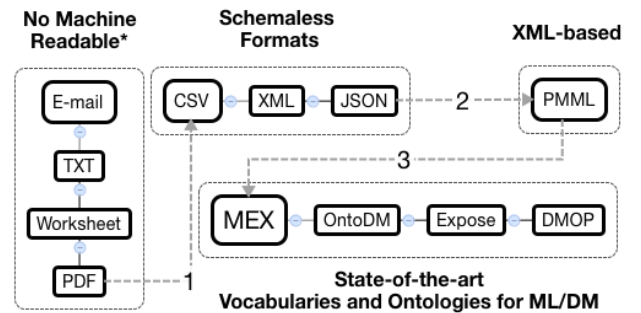 No Machine
Readable*
Schemaless
Formats
XML-based
E-mail
TXT
Worksheet
PDF
CSV
XML
JSON
PMML
1
2
3
MEX
OntoDM
Expose
DMOP
State-of-the-art
Vocabularies and Ontologies for ML/DM